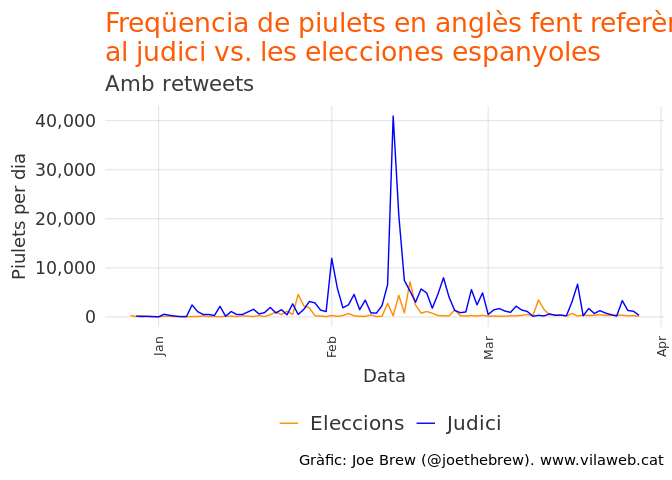 Freqüencia de piulets en anglès fent referèn
al judici vs. les elecciones espanyoles
Amb retweets
40,000
30,000
20,000
10,000
0
Piulets per dia
Jan
Feb
Mar
Apr
Data
Eleccions
Judici
Gràfic: Joe Brew (@joethebrew). www.vilaweb.cat